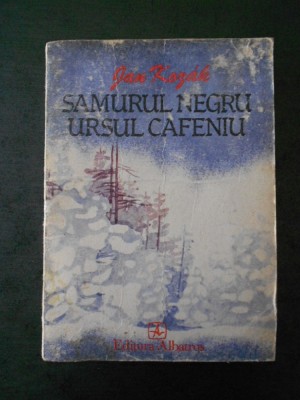 Jan Kozák
SAMURUL NEGRU
URSUL CAFENIU
Editura Albatros